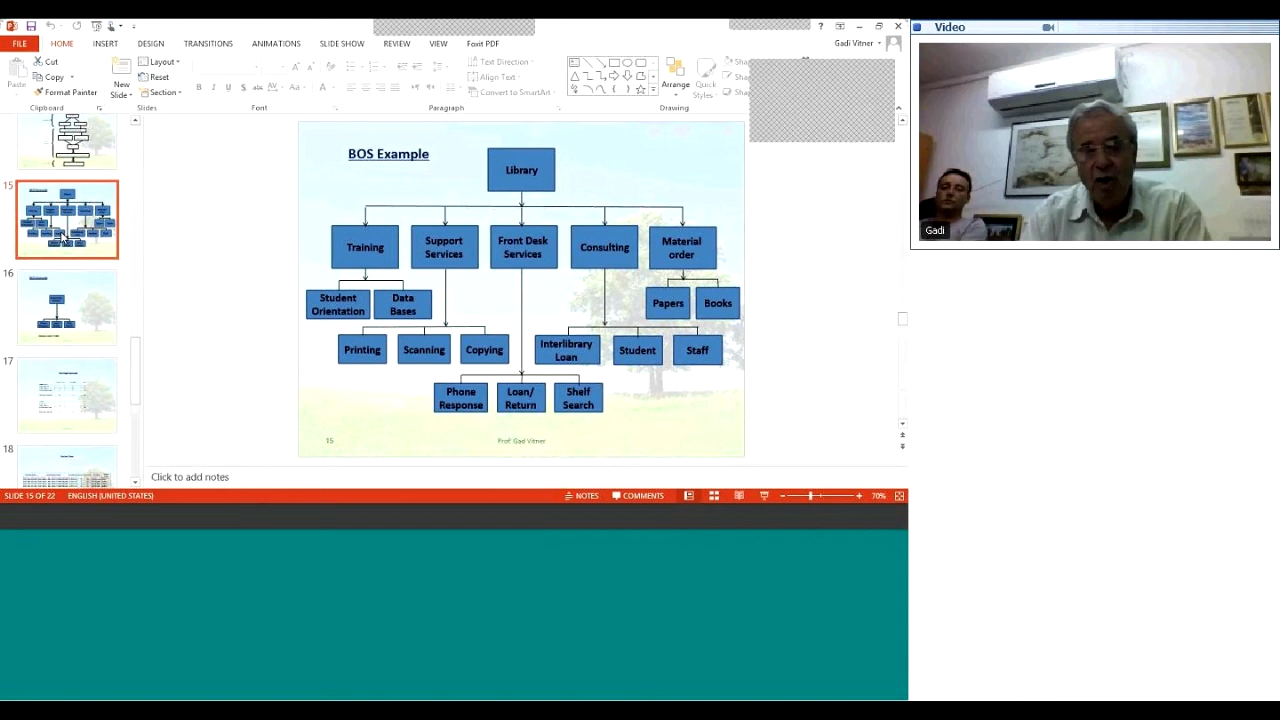 ?
FILE
HOME
INSERT
DESIGN
TRANSITIONS
ANIMATIONS
SLIDE SHOW
REVIEW
VIEW
Foxit PDF
Gadi Vitner
Paste
Cut
Copy
Format Painter
New
Slide
Layout
Reset
Section
B I U S abc AV Aa A
Text Direction
Align Text
Convert to SmartArt
Arrange
Quick
Styles
Clipboard
Slides
Font
Paragraph
Drawing
15
16
17
18
BOS Example
Library
Training
Support
Services
Front Desk
Services
Consulting
Material
order
Student
Orientation
Data
Bases
Papers
Books
Printing
Scanning
Copying
Interlibrary
Loan
Student
Staff
Phone
Response
Loan/
Return
Shelf
Search
15
Prof. Gad Vitner
Click to add notes
SLIDE 15 OF 22
ENGLISH (UNITED STATES)
NOTES
COMMENTS
70%
Video
Gadi